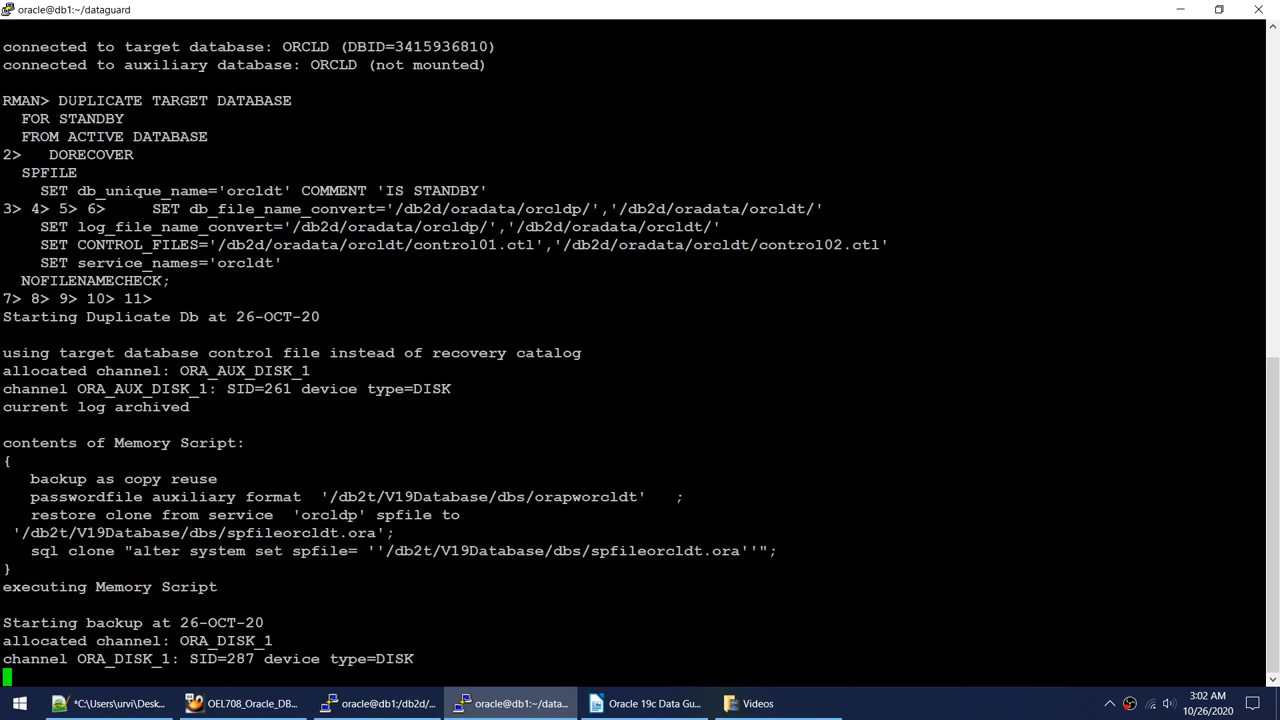 oracle@db1:~/dataguard
connected to target database: ORCLD (DBID=3415936810)
connected to auxiliary database: ORCLD (not mounted)
RMAN> DUPLICATE TARGET DATABASE
  FOR STANDBY
  FROM ACTIVE DATABASE
2>   DORECOVER
  SPFILE
    SET db_unique_name='orcldt' COMMENT 'IS STANDBY'
3> 4> 5> 6>     SET db_file_name_convert='/db2d/oradata/orcldp/','/db2d/oradata/orcldt/'
    SET log_file_name_convert='/db2d/oradata/orcldp/','/db2d/oradata/orcldt/'
    SET CONTROL_FILES='/db2d/oradata/orcldt/control01.ctl','/db2d/oradata/orcldt/control02.ctl'
    SET service_names='orcldt'
  NOFILENAMECHECK;
7> 8> 9> 10> 11>
Starting Duplicate Db at 26-OCT-20
using target database control file instead of recovery catalog
allocated channel: ORA_AUX_DISK_1
channel ORA_AUX_DISK_1: SID=261 device type=DISK
current log archived
contents of Memory Script:
{
   backup as copy reuse
   passwordfile auxiliary format  '/db2t/V19Database/dbs/orapworcldt'   ;
   restore clone from service  'orcldp' spfile to
 '/db2t/V19Database/dbs/spfileorcldt.ora';
   sql clone "alter system set spfile= ''/db2t/V19Database/dbs/spfileorcldt.ora''";
}
executing Memory Script
Starting backup at 26-OCT-20
allocated channel: ORA_DISK_1
channel ORA_DISK_1: SID=287 device type=DISK
*C:\Users\urvi\Desk...
OEL708_Oracle_DB...
oracle@db1:/db2d/...
oracle@db1:~/data...
Oracle 19c Data Gu...
Videos
3:02 AM
10/26/2020